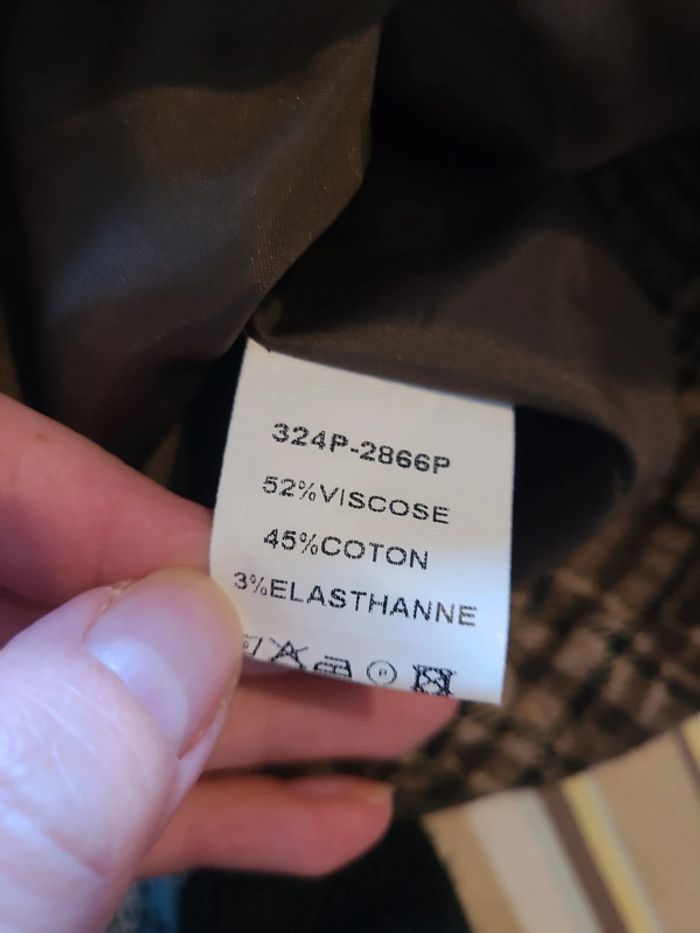 324P-2866P
52%VISCOSE
45%COTON
3%ELASTHANNE
P